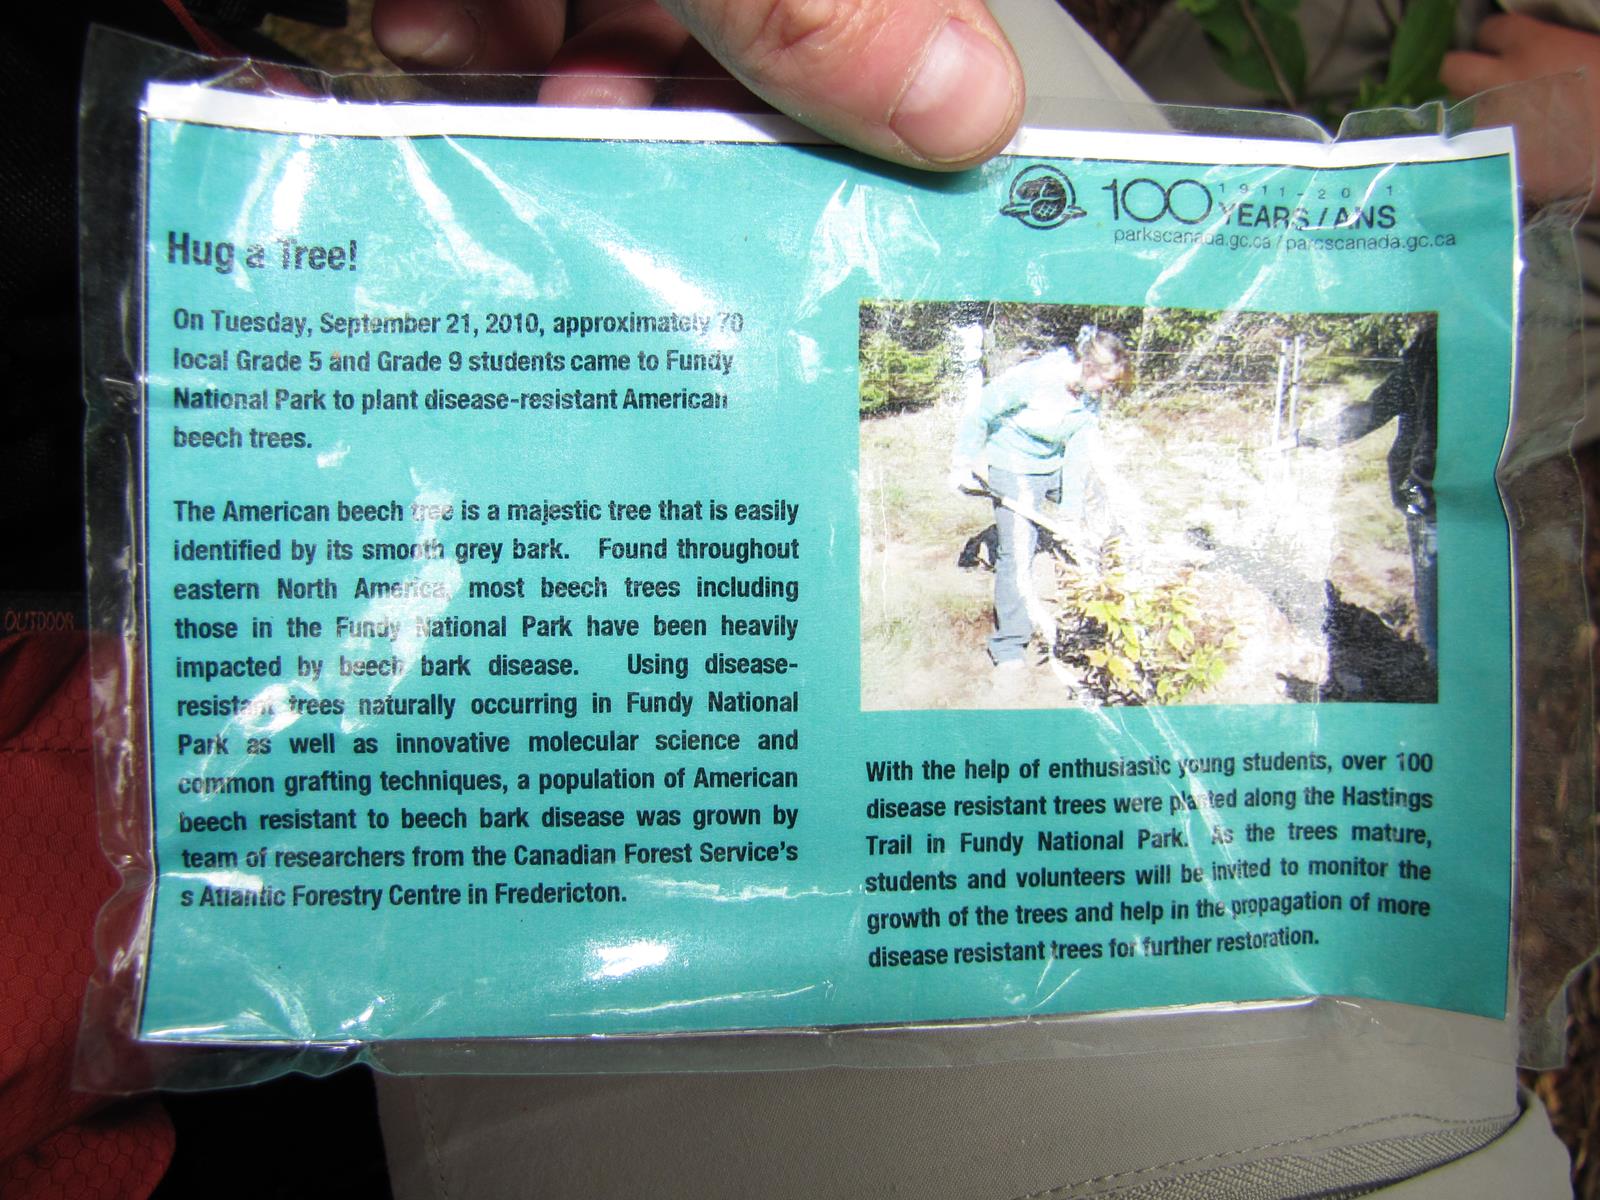 100 1911-20 1
YEARS / ANS
parkscanada.gc.ca / parcscanada.gc.ca
Hug a Tree!
On Tuesday, September 21, 2010, approximately 70
local Grade 5 and Grade 9 students came to Fundy
National Park to plant disease-resistant American
beech trees.
The American beech tree is a majestic tree that is easily
identified by its smooth grey bark. Found throughout
eastern North America, most beech trees including
those in the Fundy National Park have been heavily
impacted by beech bark disease. Using disease-
resistant trees naturally occurring in Fundy National
Park as well as innovative molecular science and
common grafting techniques, a population of American
beech resistant to beech bark disease was grown by
team of researchers from the Canadian Forest Service's
s Atlantic Forestry Centre in Fredericton.
With the help of enthusiastic young students, over 100
disease resistant trees were planted along the Hastings
Trail in Fundy National Park. As the trees mature,
students and volunteers will be invited to monitor the
growth of the trees and help in the propagation of more
disease resistant trees for further restoration.
OUTDOOR